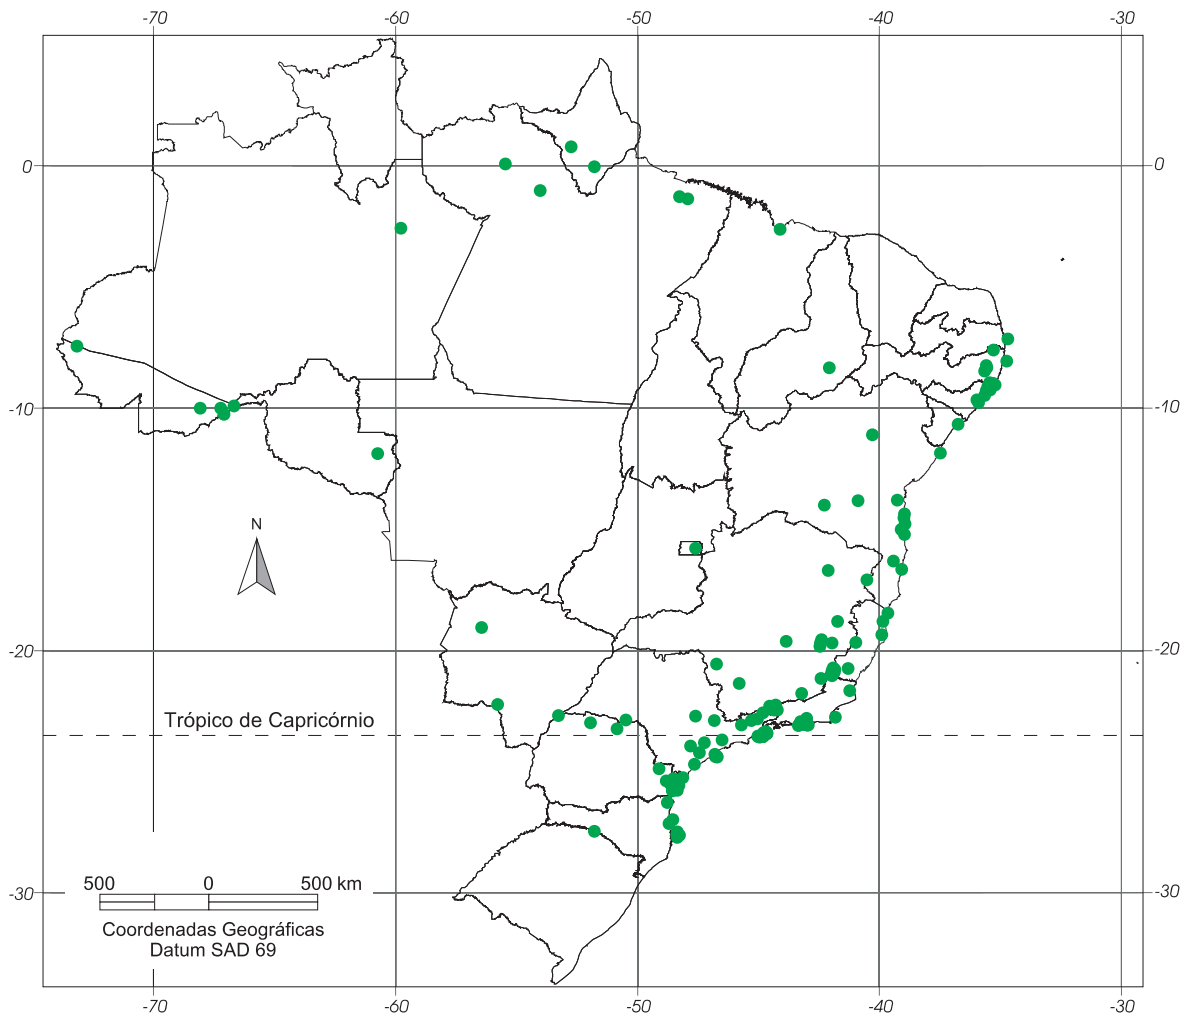 -70 -60 -50 -40 -30
0 0
-10 -10
N
-20 -20
Trópico de Capricórnio
500 0 500 km
-30 -30
Coordenadas Geográficas
Datum SAD 69
-70 -60 -50 -40 -30